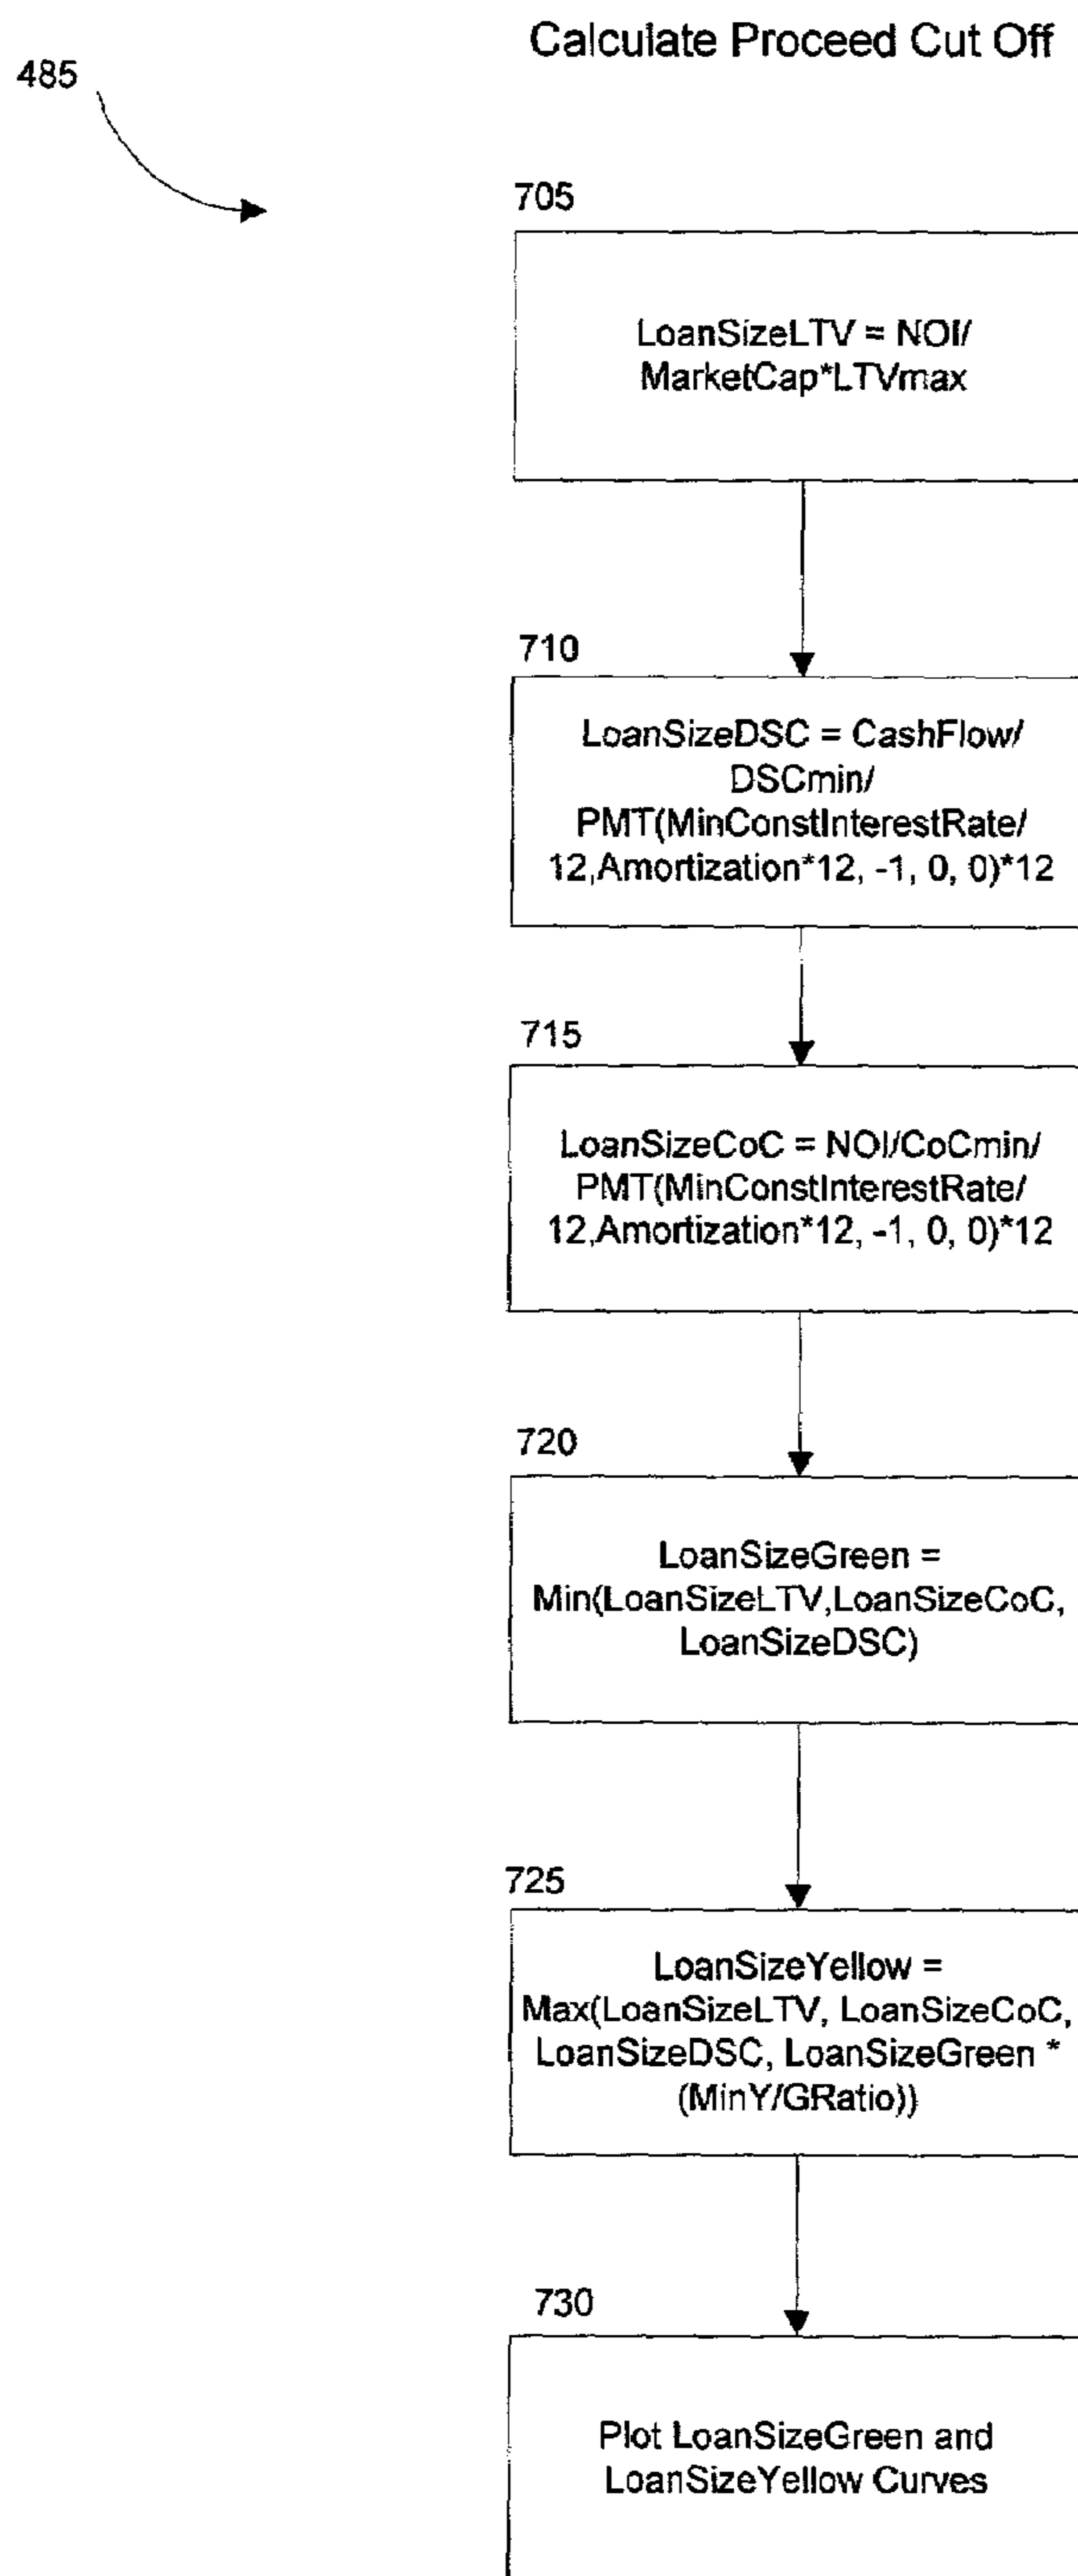 Calculate Proceed Cut Off
485
705
LoanSizeLTV = NOI/
MarketCap*LTVmax
710
LoanSizeDSC = CashFlow/
DSCmin/
PMT(MinConstInterestRate/
12,Amortization*12, -1, 0, 0)*12
715
LoanSizeCoC = NOI/CoCmin/
PMT(MinConstInterestRate/
12,Amortization*12, -1, 0, 0)*12
720
LoanSizeGreen =
Min(LoanSizeLTV,LoanSizeCoC,
LoanSizeDSC)
725
LoanSizeYellow =
Max(LoanSizeLTV, LoanSizeCoC,
LoanSizeDSC, LoanSizeGreen *
(MinY/GRatio))
730
Plot LoanSizeGreen and
LoanSizeYellow Curves